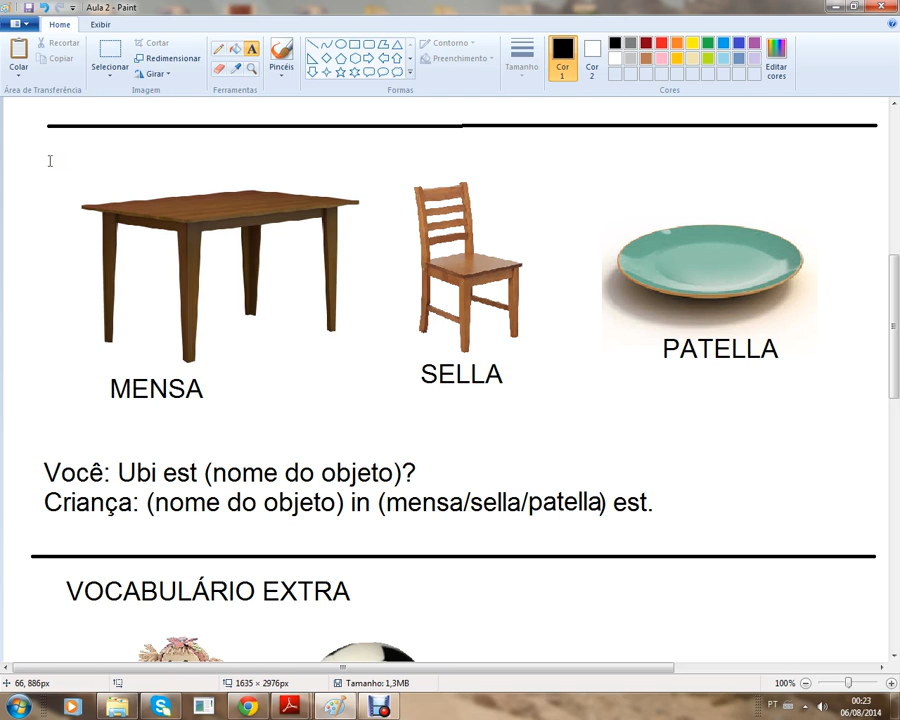 Aula 2 - Paint
Home
Exibir
Colar
Recortar
Copiar
Área de Transferência
Selecionar
Cortar
Redimensionar
Girar
Imagem
A
Ferramentas
Pincéis
Contorno
Preenchimento
Formas
Tamanho
Cor 1
Cor 2
Editar cores
Cores
MENSA
SELLA
PATELLA
Você: Ubi est (nome do objeto)?
Criança: (nome do objeto) in (mensa/sella/patella) est.
VOCABULÁRIO EXTRA
66, 886px
1635 × 2976px
Tamanho: 1,3MB
100%
PT
00:23
06/08/2014